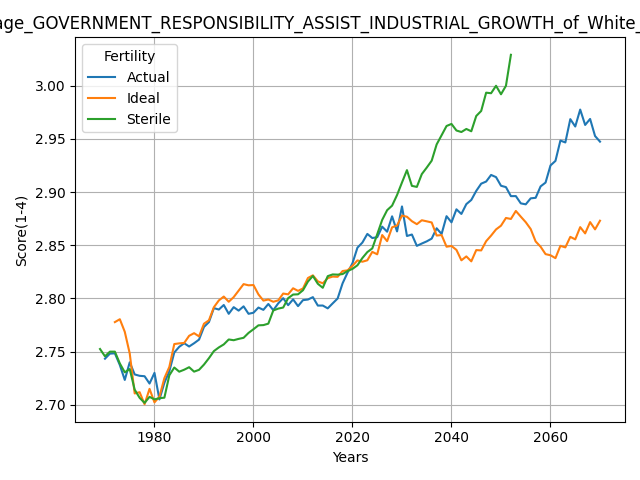 age_GOVERNMENT_RESPONSIBILITY_ASSIST_INDUSTRIAL_GROWTH_of_White_
Fertility
Actual
Ideal
Sterile
Score(1-4)
3.00
2.95
2.90
2.85
2.80
2.75
2.70
1980
2000
2020
2040
2060
Years